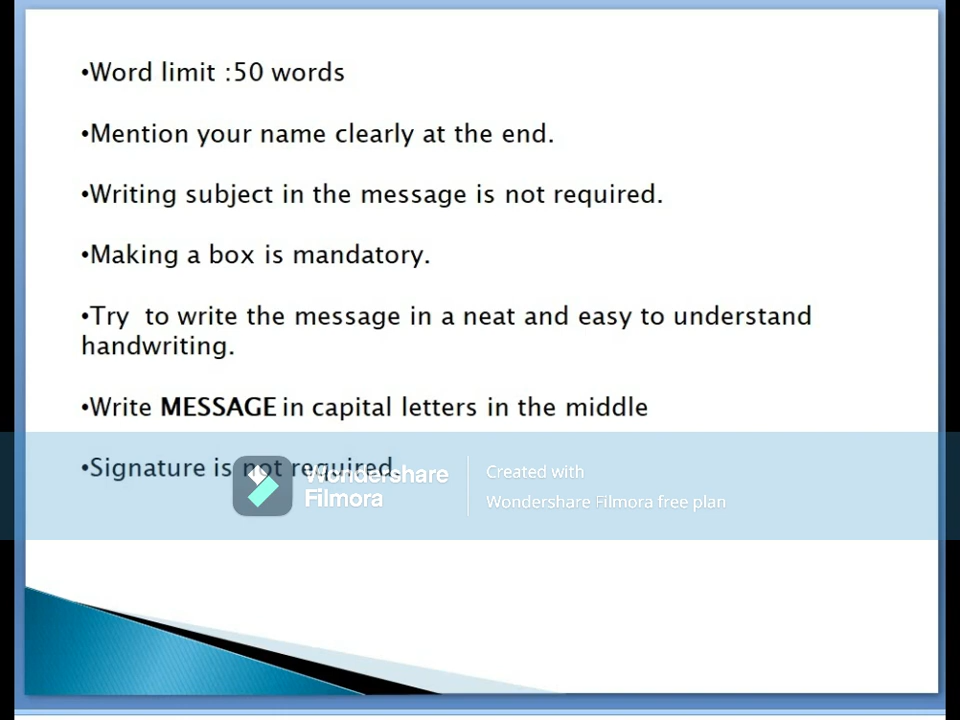 •Word limit :50 words
•Mention your name clearly at the end.
•Writing subject in the message is not required.
•Making a box is mandatory.
•Try  to write the message in a neat and easy to understand
handwriting.
•Write MESSAGE in capital letters in the middle
•Signature is not required.
Wondershare
Filmora
Created with
Wondershare Filmora free plan